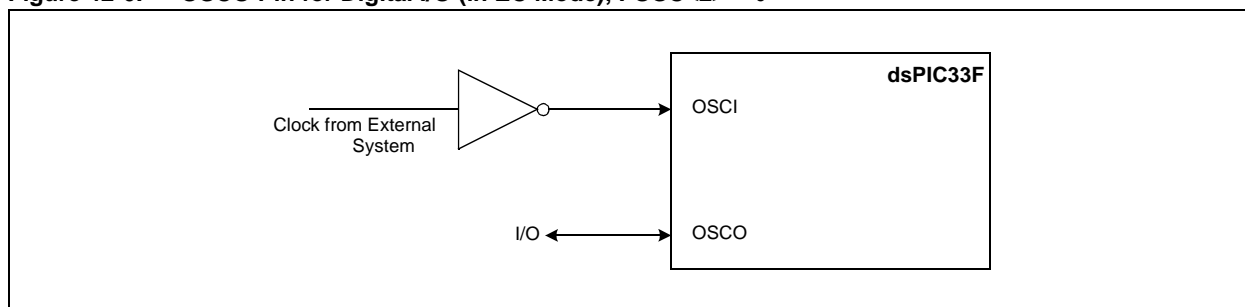 dsPIC33F
OSCI
Clock from External
System
I/O
OSCO